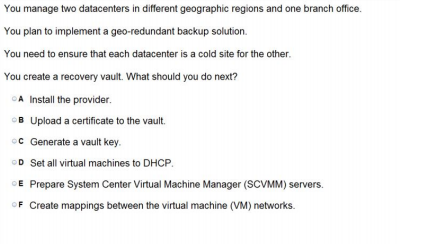 You manage two datacenters in different geographic regions and one branch office.
You plan to implement a geo-redundant backup solution.
You need to ensure that each datacenter is a cold site for the other.
You create a recovery vault. What should you do next?
A Install the provider.
B Upload a certificate to the vault.
C Generate a vault key.
D Set all virtual machines to DHCP.
E Prepare System Center Virtual Machine Manager (SCVMM) servers.
F Create mappings between the virtual machine (VM) networks.